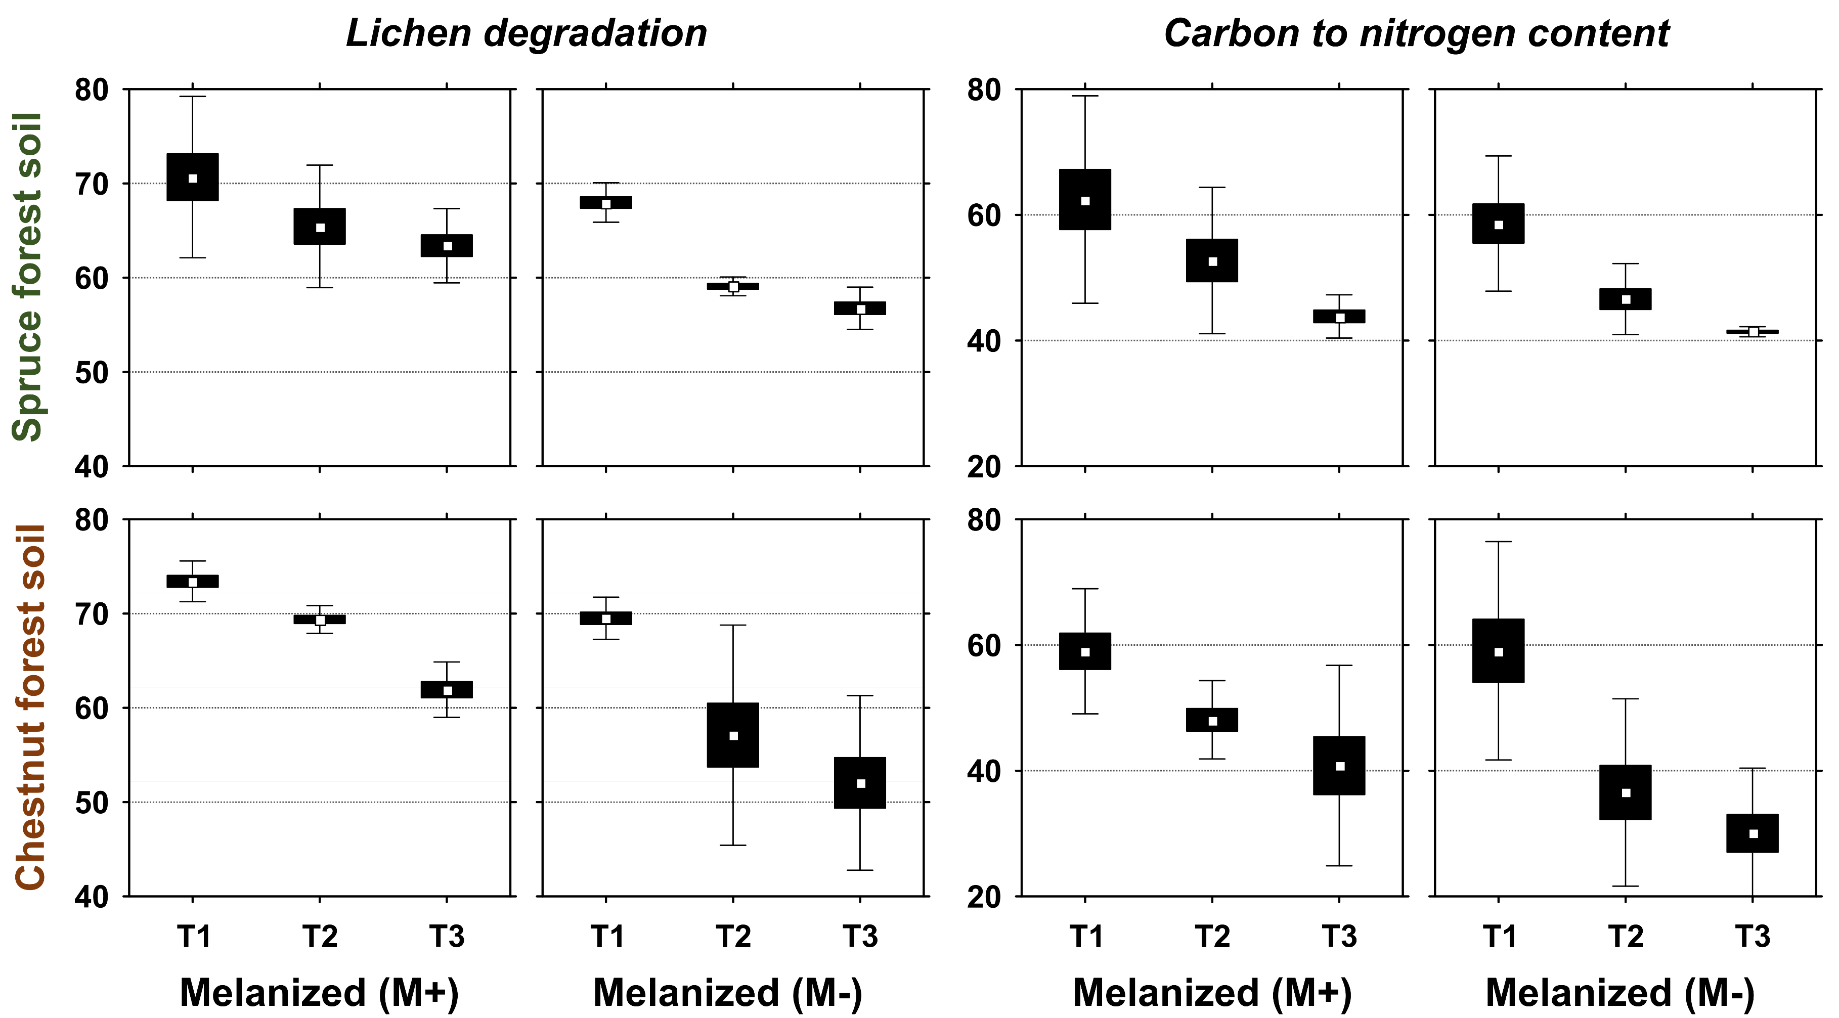 Lichen degradation
Carbon to nitrogen content
Spruce forest soil
80
70
60
50
40
80
60
40
20
Chestnut forest soil
80
70
60
50
40
80
60
40
20
T1 T2 T3
T1 T2 T3
T1 T2 T3
T1 T2 T3
Melanized (M+)
Melanized (M-)
Melanized (M+)
Melanized (M-)